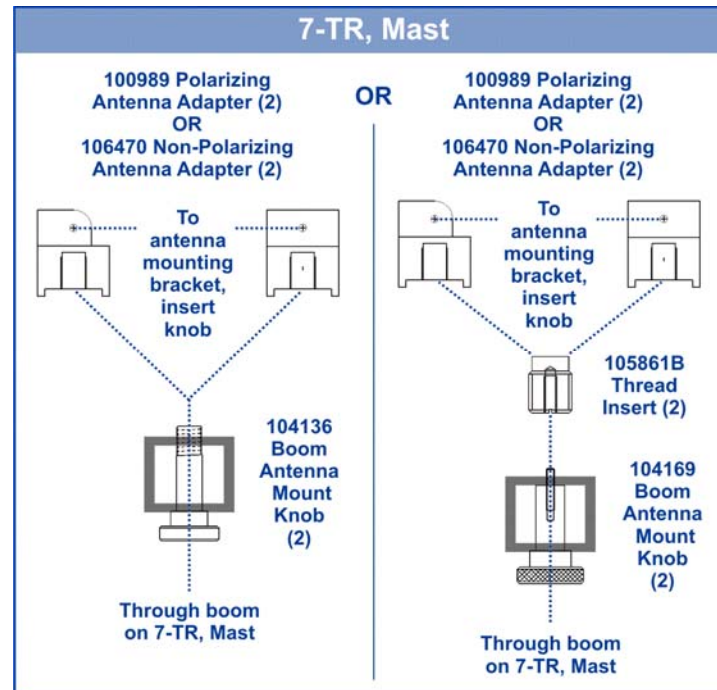 7-TR, Mast
100989 Polarizing
Antenna Adapter (2)
OR
106470 Non-Polarizing
Antenna Adapter (2)
To
antenna
mounting
bracket,
insert
knob
104136
Boom
Antenna
Mount
Knob
(2)
Through boom
on 7-TR, Mast
OR
100989 Polarizing
Antenna Adapter (2)
OR
106470 Non-Polarizing
Antenna Adapter (2)
To
antenna
mounting
bracket,
insert
knob
105861B
Thread
Insert (2)
104169
Boom
Antenna
Mount
Knob
(2)
Through boom
on 7-TR, Mast